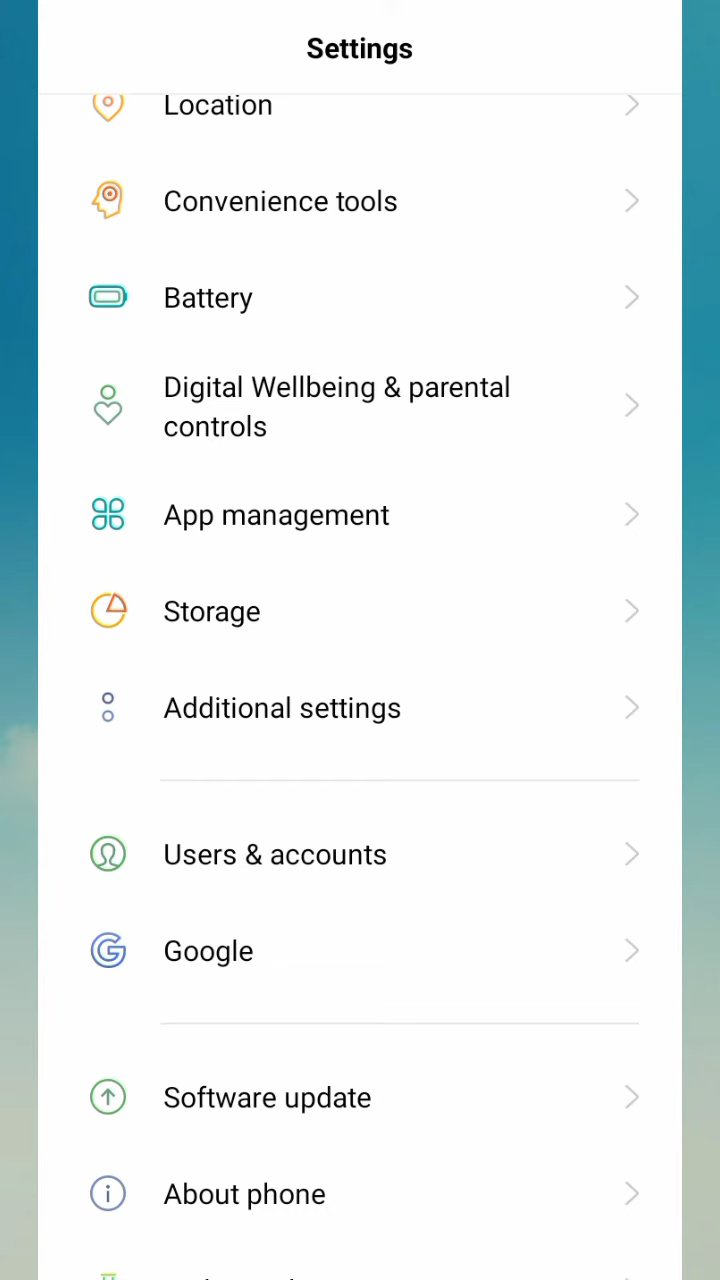 Settings
Location
Convenience tools
Battery
Digital Wellbeing & parental
controls
App management
Storage
Additional settings
Users & accounts
Google
Software update
About phone